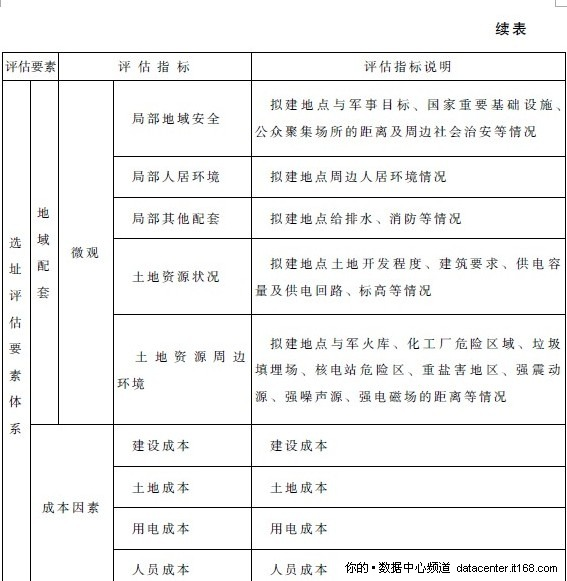 续表
评估要素
评估指标
评估指标说明
选址评估要素体系
地域配套
微观
局部地域安全
拟建地点与军事目标、国家重要基础设施、
公众聚集场所的距离及周边社会治安等情况
局部人居环境
拟建地点周边人居环境情况
局部其他配套
拟建地点给排水、消防等情况
土地资源状况
拟建地点土地开发程度、建筑要求、供电容
量及供电回路、标高等情况
土地资源周边
环境
拟建地点与军火库、化工厂危险区域、垃圾
填埋场、核电站危险区、重盐害地区、强震动
源、强噪声源、强电磁场的距离等情况
成本因素
建设成本
建设成本
土地成本
土地成本
用电成本
用电成本
人员成本
人员成本
你的·数据中心频道 datacenter.it168.com